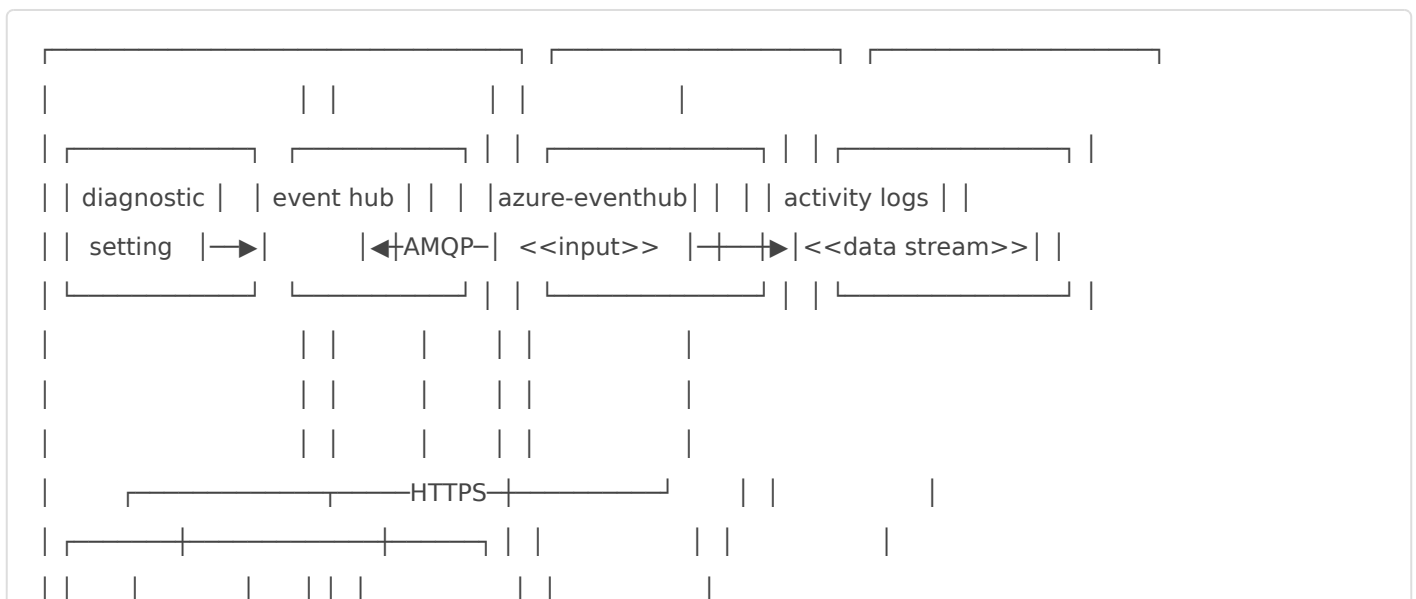 diagnostic event hub azure-eventhub activity logs
setting AMQP <<input>> <<data stream>>
HTTPS